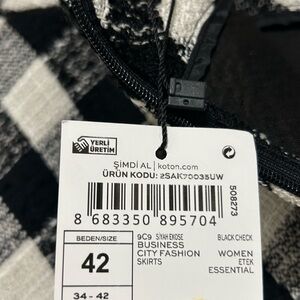 YERLİ
ÜRETİM
ŞİMDİ AL | koton.com
ÜRÜN KODU: 2SAK70035UW
508273
8 683350 895704
BEDEN/SIZE
42
34 - 42
9C9 SİYAH EKOSE BLACK CHECK
BUSINESS
CITY FASHION WOMEN
SKIRTS ETEK
ESSENTIAL